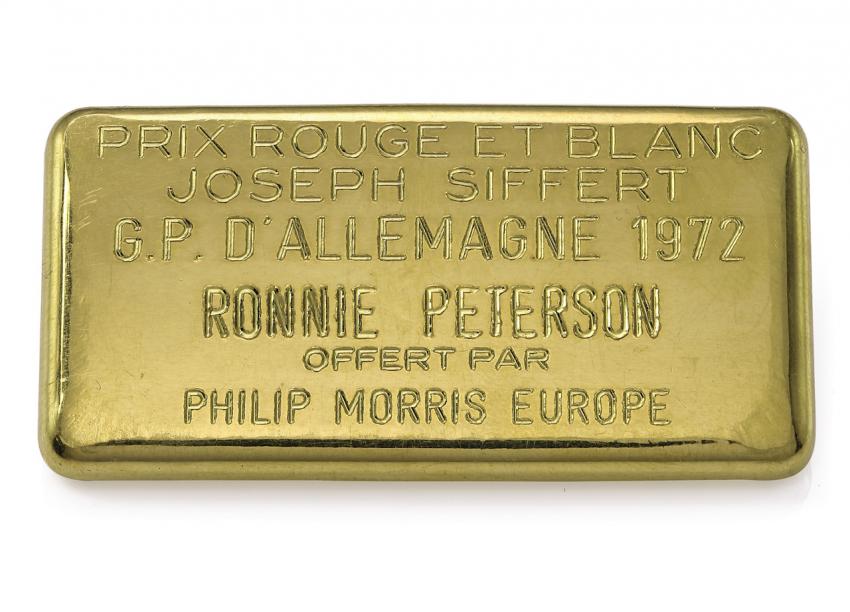 PRIX ROUGE ET BLANC
JOSEPH SIFFERT
G.P. D'ALLEMAGNE 1972
RONNIE PETERSON
OFFERT PAR
PHILIP MORRIS EUROPE